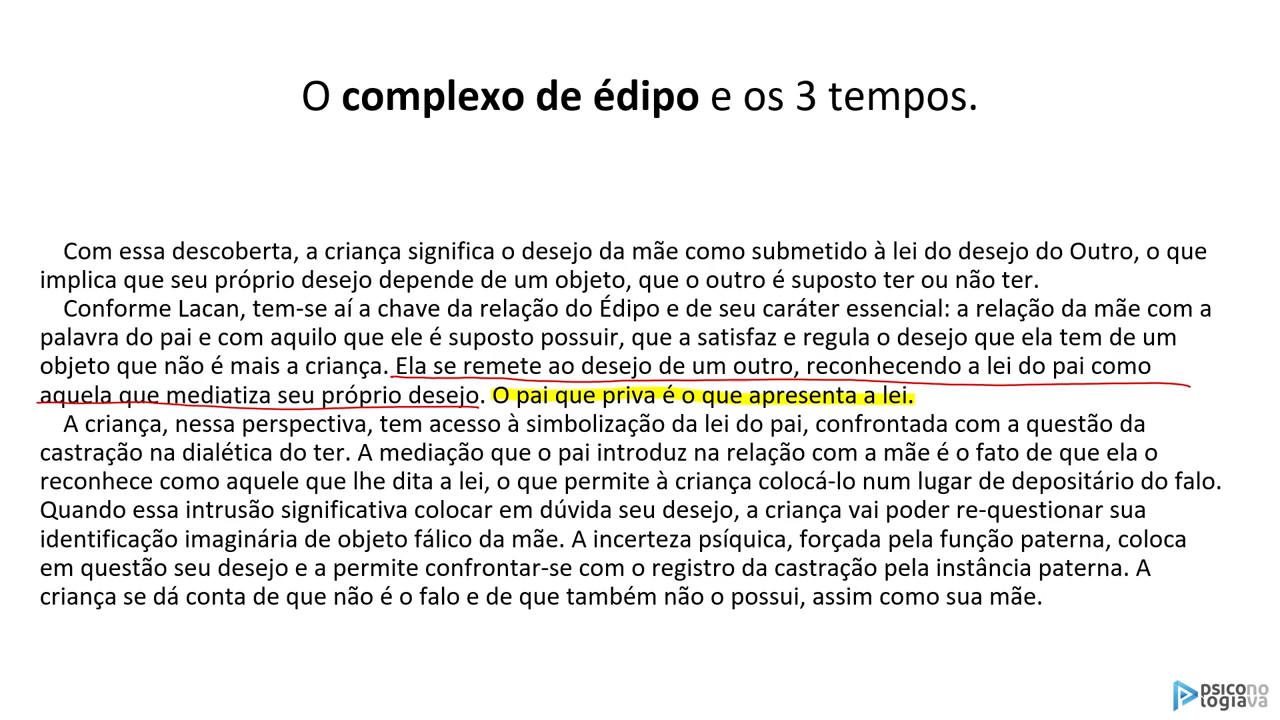 O complexo de édipo e os 3 tempos.
Com essa descoberta, a criança significa o desejo da mãe como submetido à lei do desejo do Outro, o que
implica que seu próprio desejo depende de um objeto, que o outro é suposto ter ou não ter.
Conforme Lacan, tem-se aí a chave da relação do Édipo e de seu caráter essencial: a relação da mãe com a
palavra do pai e com aquilo que ele é suposto possuir, que a satisfaz e regula o desejo que ela tem de um
objeto que não é mais a criança. Ela se remete ao desejo de um outro, reconhecendo a lei do pai como
aquela que mediatiza seu próprio desejo. O pai que priva é o que apresenta a lei.
A criança, nessa perspectiva, tem acesso à simbolização da lei do pai, confrontada com a questão da
castração na dialética do ter. A mediação que o pai introduz na relação com a mãe é o fato de que ela o
reconhece como aquele que lhe dita a lei, o que permite à criança colocá-lo num lugar de depositário do falo.
Quando essa intrusão significativa colocar em dúvida seu desejo, a criança vai poder re-questionar sua
identificação imaginária de objeto fálico da mãe. A incerteza psíquica, forçada pela função paterna, coloca
em questão seu desejo e a permite confrontar-se com o registro da castração pela instância paterna. A
criança se dá conta de que não é o falo e de que também não o possui, assim como sua mãe.
psicono
logiava